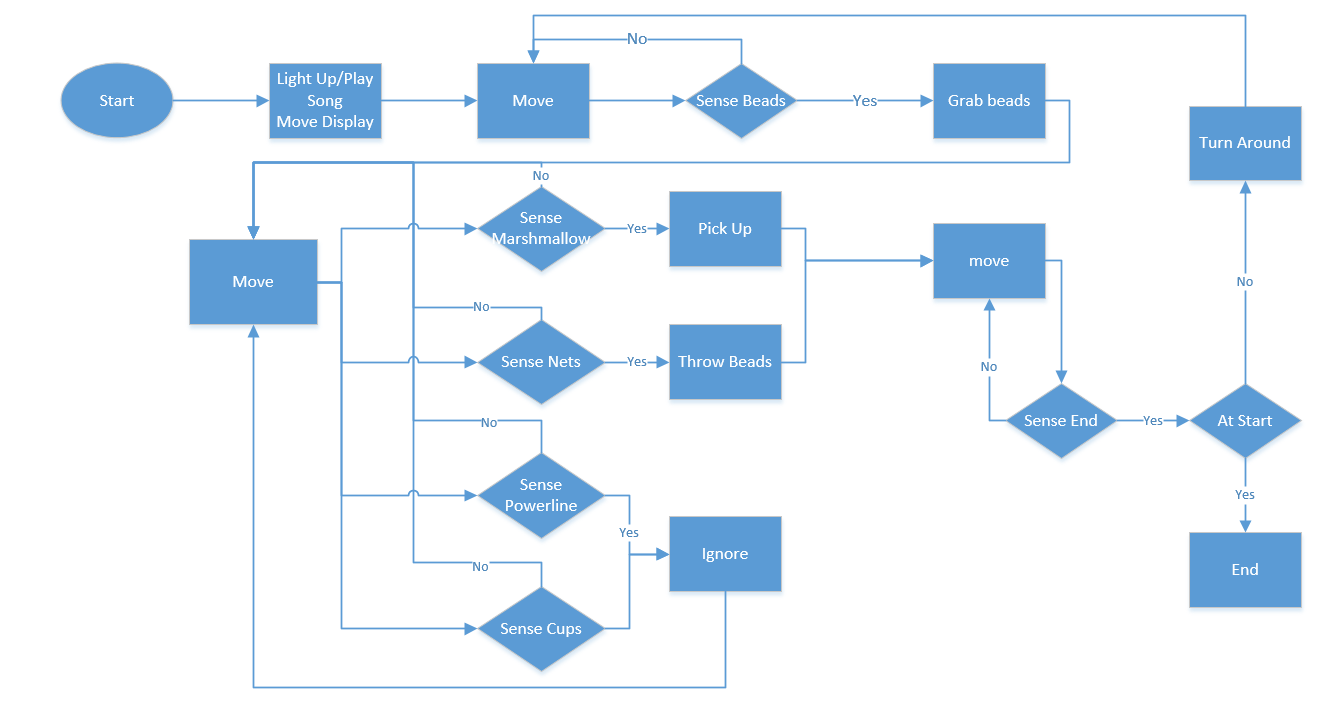 No
Start
Light Up/Play
Song
Move Display
Move
Sense Beads
Yes
Grab beads
Turn Around
No
Sense
Marshmallow
Yes
Pick Up
move
Move
No
No
Sense Nets
Yes
Throw Beads
No
Sense End
Yes
At Start
No
Sense
Powerline
Yes
Yes
Ignore
End
No
Sense Cups